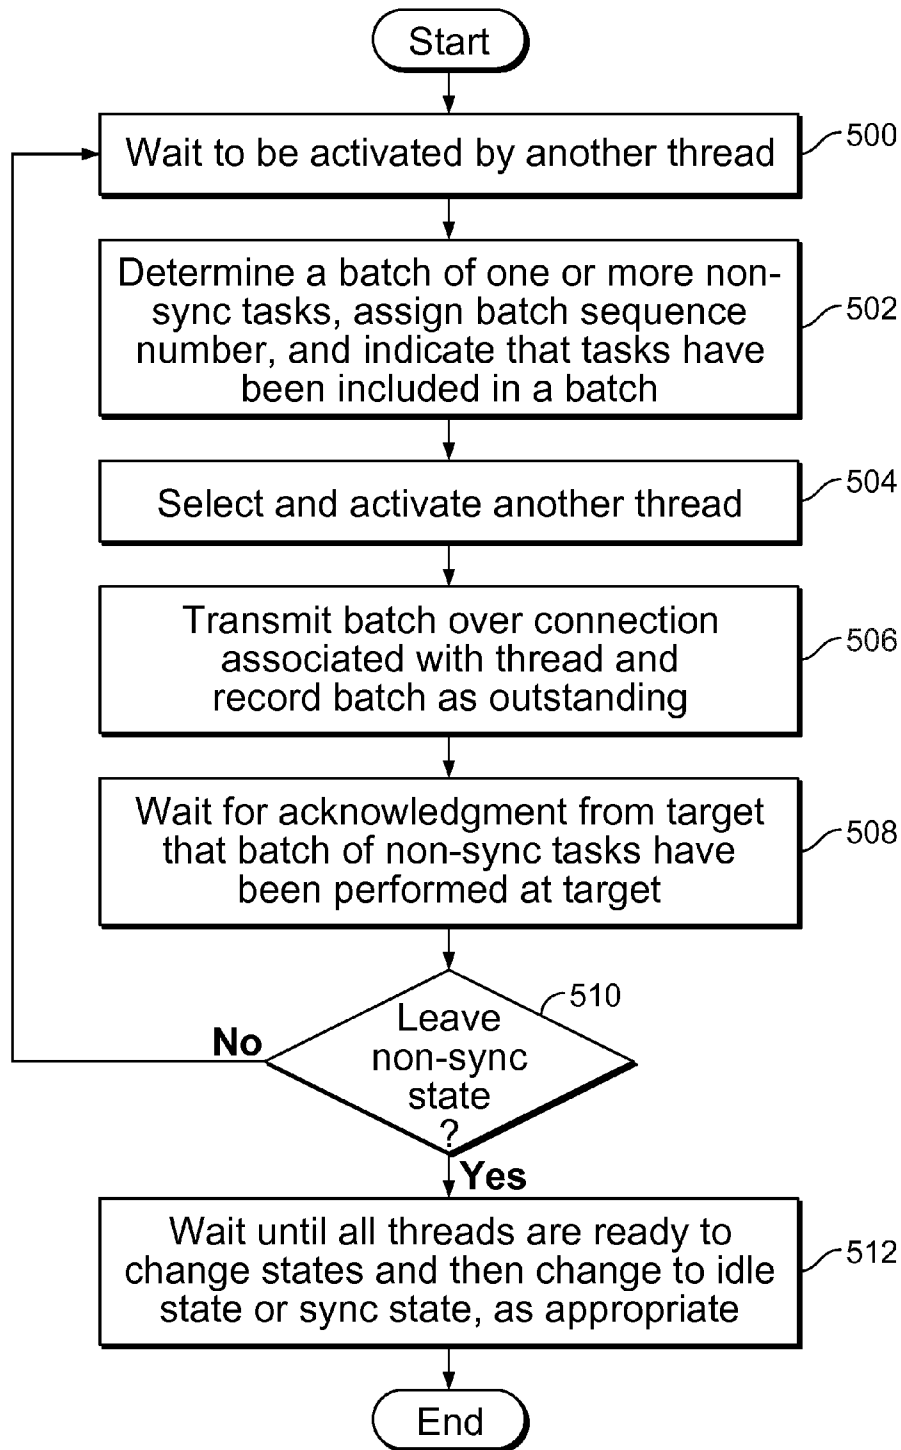 Start
Wait to be activated by another thread
500
Determine a batch of one or more non-
sync tasks, assign batch sequence
number, and indicate that tasks have
been included in a batch
502
Select and activate another thread
504
Transmit batch over connection
associated with thread and
record batch as outstanding
506
Wait for acknowledgment from target
that batch of non-sync tasks have
been performed at target
508
510
Leave
non-sync
state
?
No
Yes
Wait until all threads are ready to
change states and then change to idle
state or sync state, as appropriate
512
End